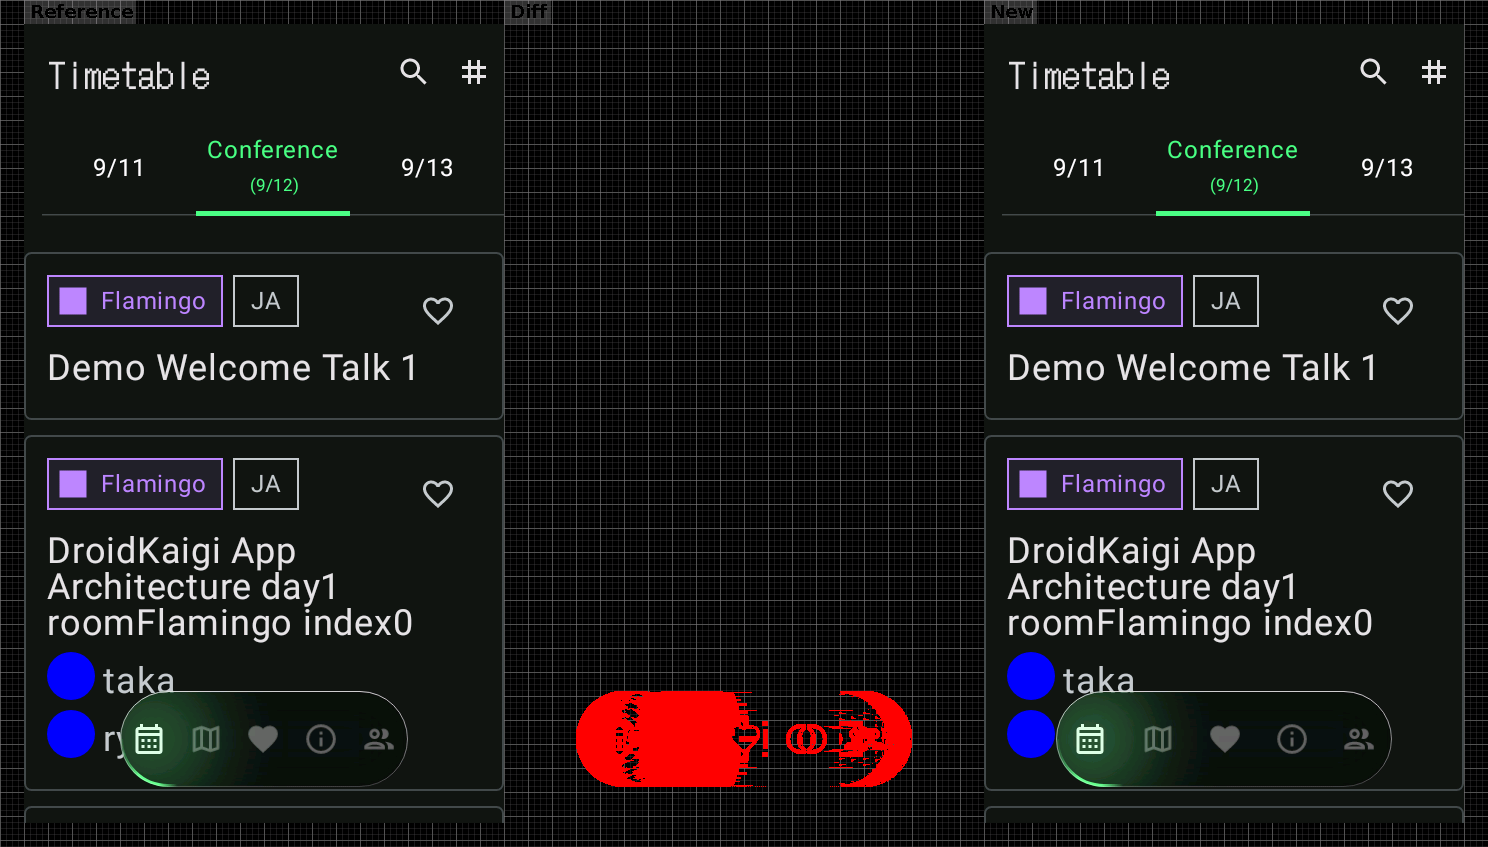 Reference
Diff
New
Timetable
9/11
Conference
(9/12)
9/13
Flamingo
JA
Demo Welcome Talk 1
Flamingo
JA
DroidKaigi App
Architecture day1
roomFlamingo index0
taka
ry
Timetable
9/11
Conference
(9/12)
9/13
Flamingo
JA
Demo Welcome Talk 1
Flamingo
JA
DroidKaigi App
Architecture day1
roomFlamingo index0
taka